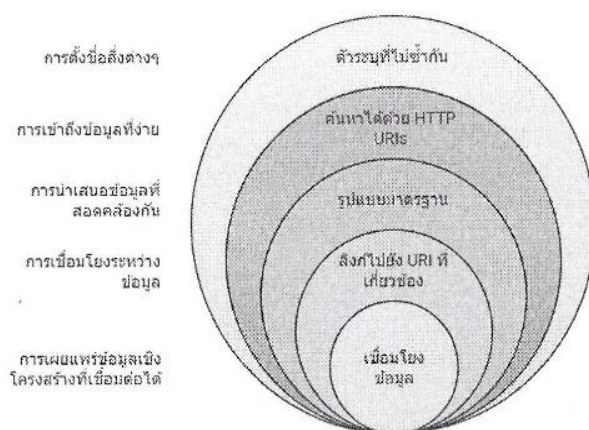 การตั้งชื่อสิ่งต่างๆ
ตัวระบุที่ไม่ซ้ำกัน
การเข้าถึงข้อมูลที่ง่าย
ค้นหาได้ด้วย HTTP
URIs
การนำเสนอข้อมูลที่
สอดคล้องกัน
รูปแบบมาตรฐาน
การเชื่อมโยงระหว่าง
ข้อมูล
ลิงก์ไปยัง URI ที่
เกี่ยวข้อง
การเผยแพร่ข้อมูลเชิง
โครงสร้างที่เชื่อมต่อได้
เชื่อมโยง
ข้อมูล